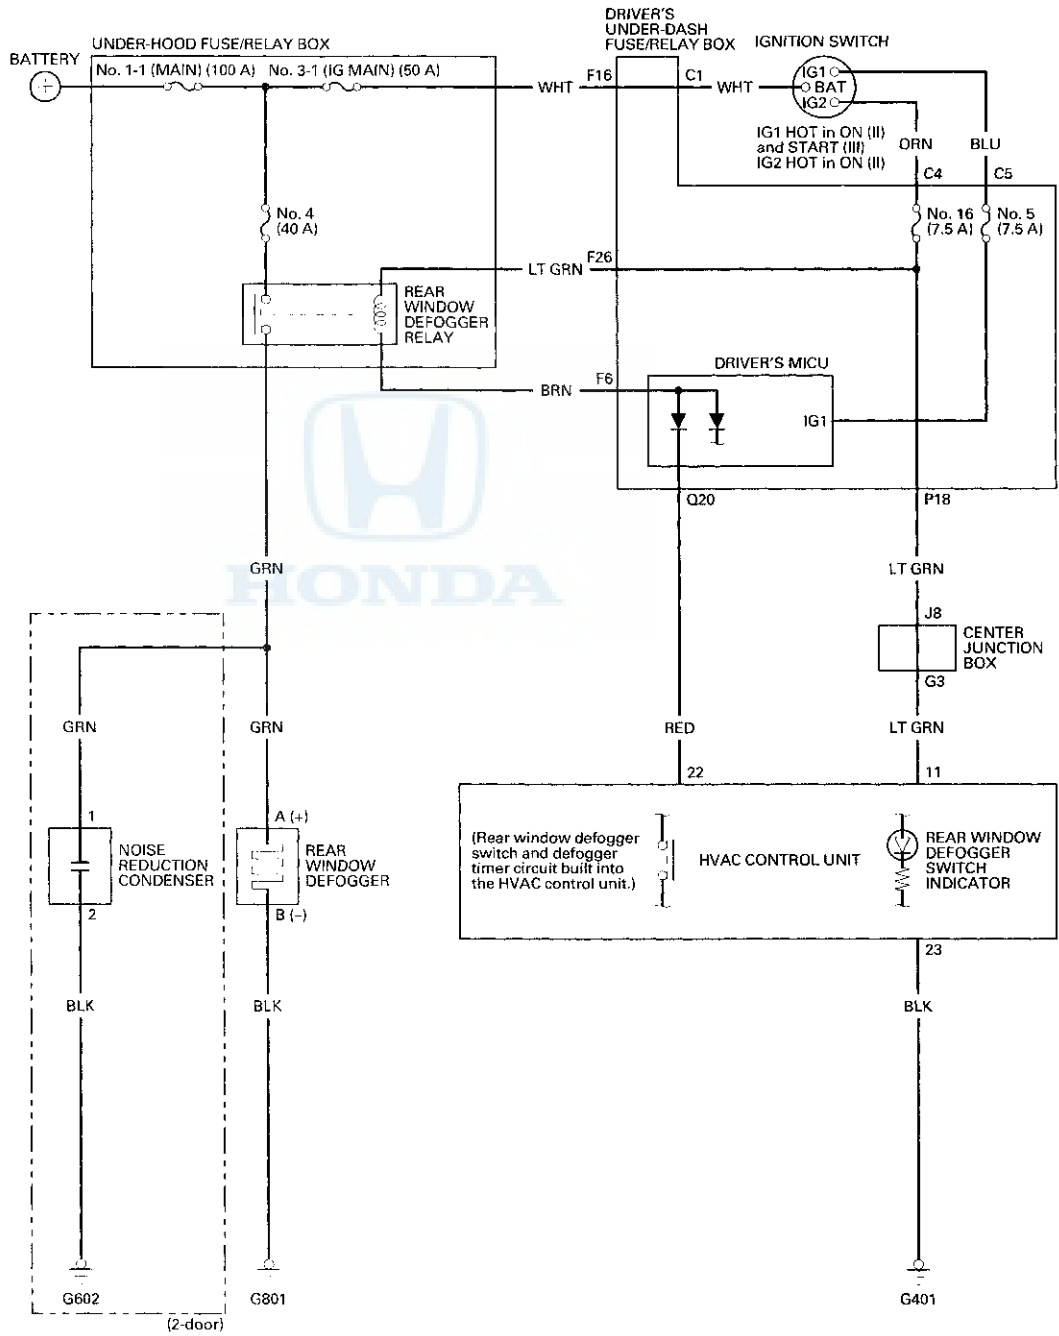 DRIVER'S
UNDER-DASH
FUSE/RELAY BOX
IGNITION SWITCH
UNDER-HOOD FUSE/RELAY BOX
BATTERY
No. 1-1 (MAIN) (100 A)
No. 3-1 (IG MAIN) (50 A)
WHT
F16
C1
WHT
IG1
BAT
IG2
IG1 HOT in ON (II)
and START (III)
IG2 HOT in ON (II)
ORN
BLU
C4
C5
No. 4
(40 A)
No. 16
(7.5 A)
No. 5
(7.5 A)
LT GRN
F26
REAR
WINDOW
DEFOGGER
RELAY
DRIVER'S MICU
BRN
F6
IG1
Q20
P18
HONDA
GRN
LT GRN
J8
CENTER
JUNCTION
BOX
G3
GRN
GRN
RED
LT GRN
22
11
1
A (+)
NOISE
REDUCTION
CONDENSER
REAR
WINDOW
DEFOGGER
2
B (–)
(Rear window defogger
switch and defogger
timer circuit built into
the HVAC control unit.)
HVAC CONTROL UNIT
REAR WINDOW
DEFOGGER
SWITCH
INDICATOR
23
BLK
BLK
BLK
G602
G801
G401
(2-door)